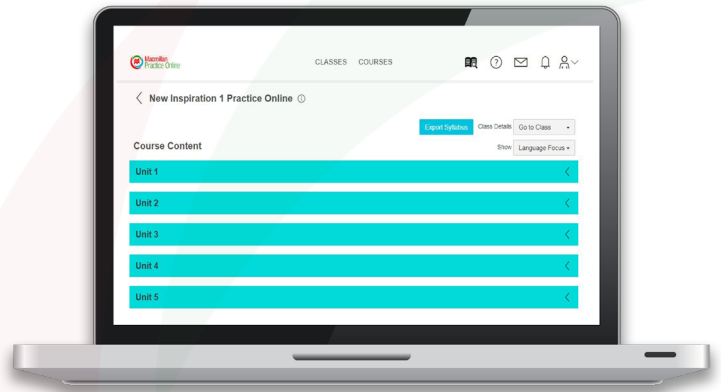 Macmillan
Practice Online
CLASSES COURSES
New Inspiration 1 Practice Online
Export Syllabus Class Details Go to Class
Course Content Show Language Focus
Unit 1
Unit 2
Unit 3
Unit 4
Unit 5